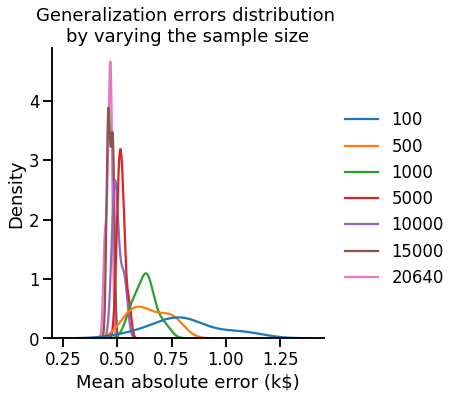 Generalization errors distribution
by varying the sample size
4
3
2
1
0
Density
0.25 0.50 0.75 1.00 1.25
Mean absolute error (k$)
100
500
1000
5000
10000
15000
20640